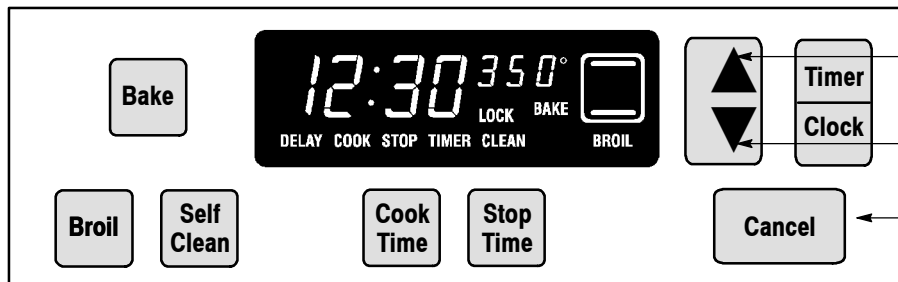 Bake
12:30 350°
LOCK BAKE
DELAY COOK STOP TIMER CLEAN BROIL
Timer
Clock
Broil
Self
Clean
Cook
Time
Stop
Time
Cancel